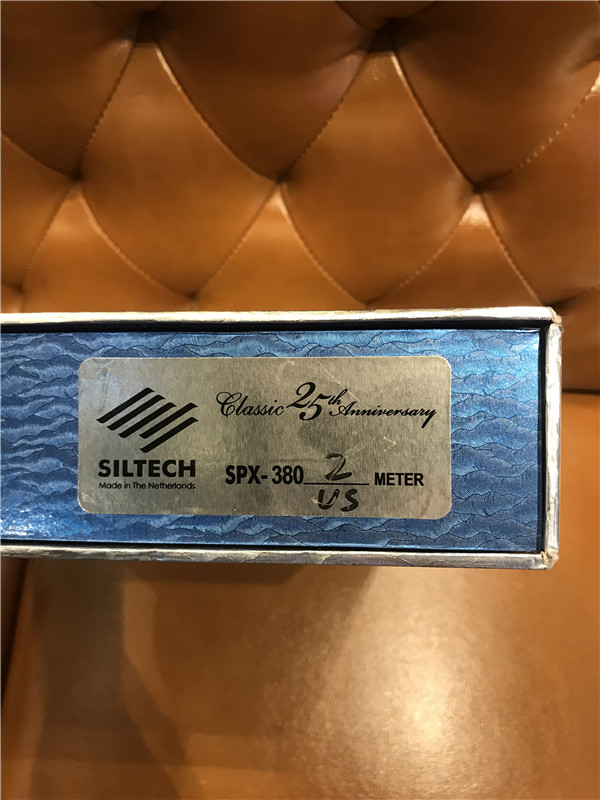 Classic 25th Anniversary
SILTECH
Made in The Netherlands
SPX-380 2 METER
US